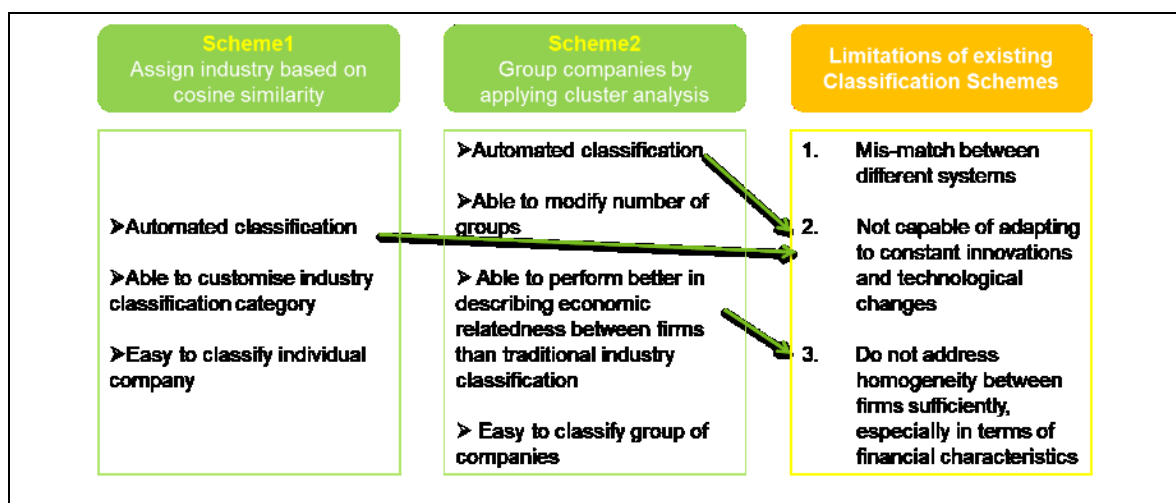 Scheme1
Assign industry based on
cosine similarity
➤Automated classification
➤Able to customise industry
classification category
➤Easy to classify individual
company
Scheme2
Group companies by
applying cluster analysis
➤Automated classification
➤Able to modify number of
groups
➤ Able to perform better in
describing economic
relatedness between firms
than traditional industry
classification
➤ Easy to classify group of
companies
Limitations of existing
Classification Schemes
1. Mis-match between
different systems
2. Not capable of adapting
to constant innovations
and technological
changes
3. Do not address
homogeneity between
firms sufficiently,
especially in terms of
financial characteristics